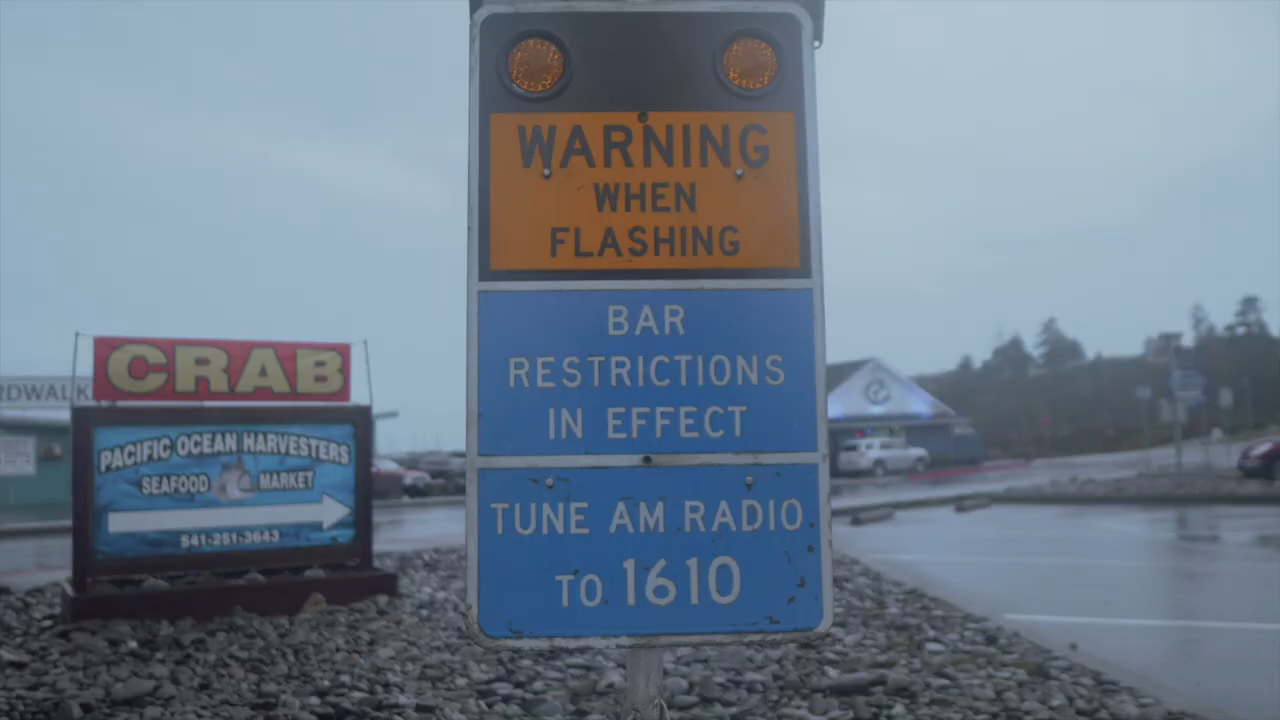 WARNING
WHEN
FLASHING
BAR
RESTRICTIONS
IN EFFECT
TUNE AM RADIO
TO 1610
CRAB
PACIFIC OCEAN HARVESTERS
SEAFOOD MARKET
541-251-3643